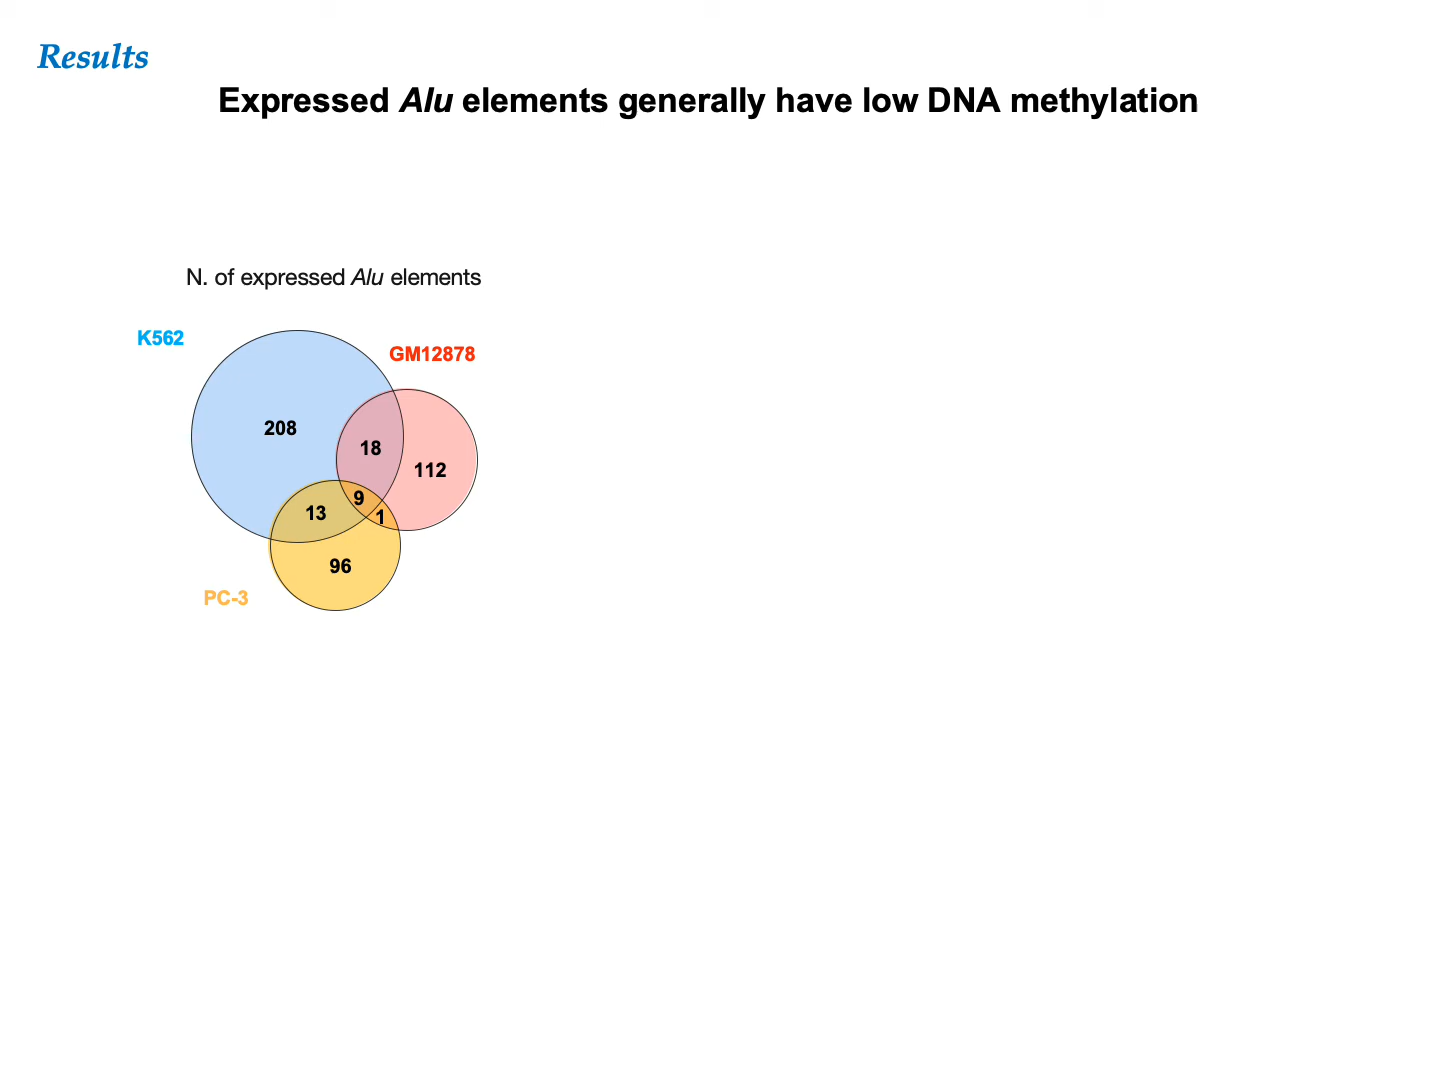 Results
Expressed Alu elements generally have low DNA methylation
N. of expressed Alu elements
K562
GM12878
208
18
112
9
13
1
96
PC-3